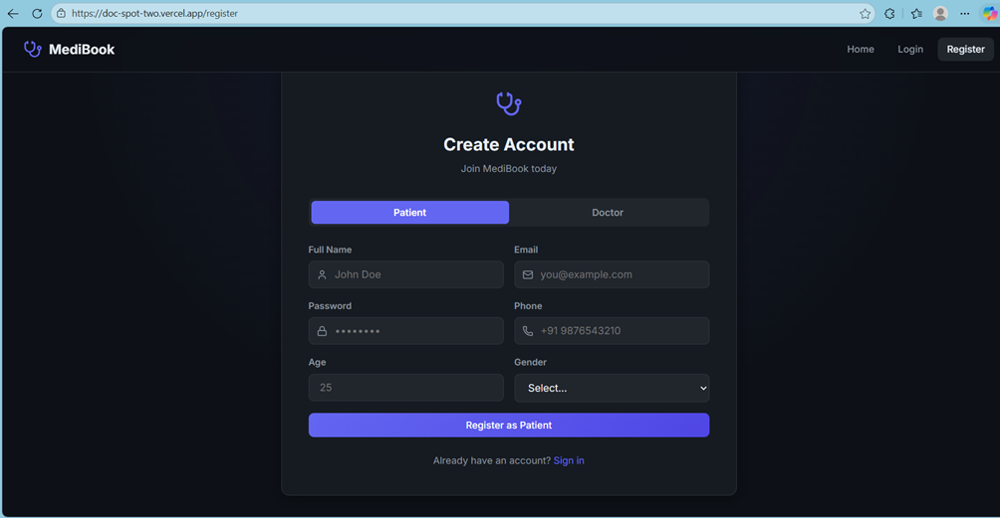 https://doc-spot-two.vercel.app/register
MediBook Home Login Register
Create Account
Join MediBook today
Patient Doctor
Full Name Email
John Doe you@example.com
Password Phone
•••••••• +91 9876543210
Age Gender
25 Select...
Register as Patient
Already have an account? Sign in